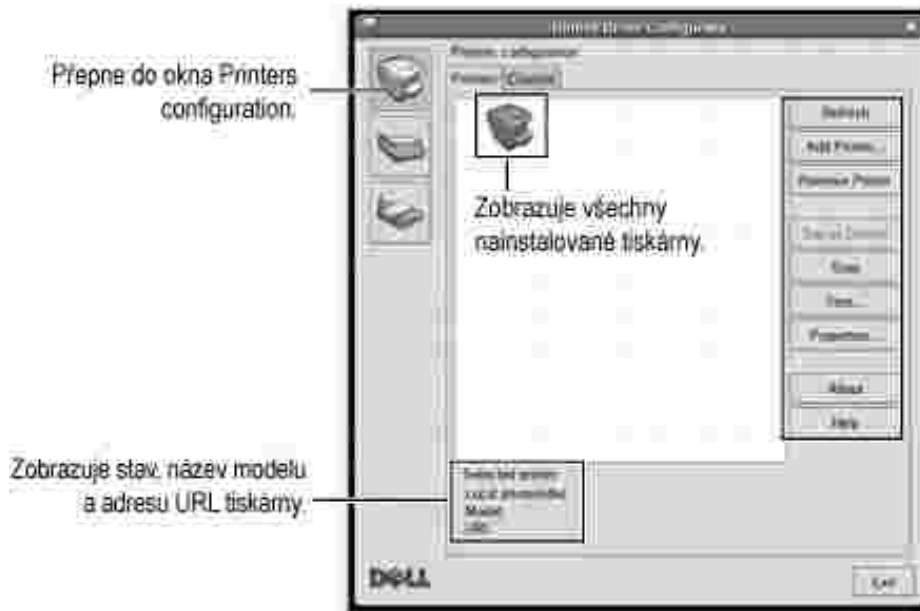 Printers configuration
Printers Classes
Přepne do okna Printers
configuration.
Refresh
Add Printer...
Remove Printer
Zobrazuje všechny
nainstalované tiskárny.
Stop
Test...
Properties...
About
Help
Zobrazuje stav, název modelu
a adresu URL tiskárny.
Selected printer:
Model:
URI:
DELL
Exit